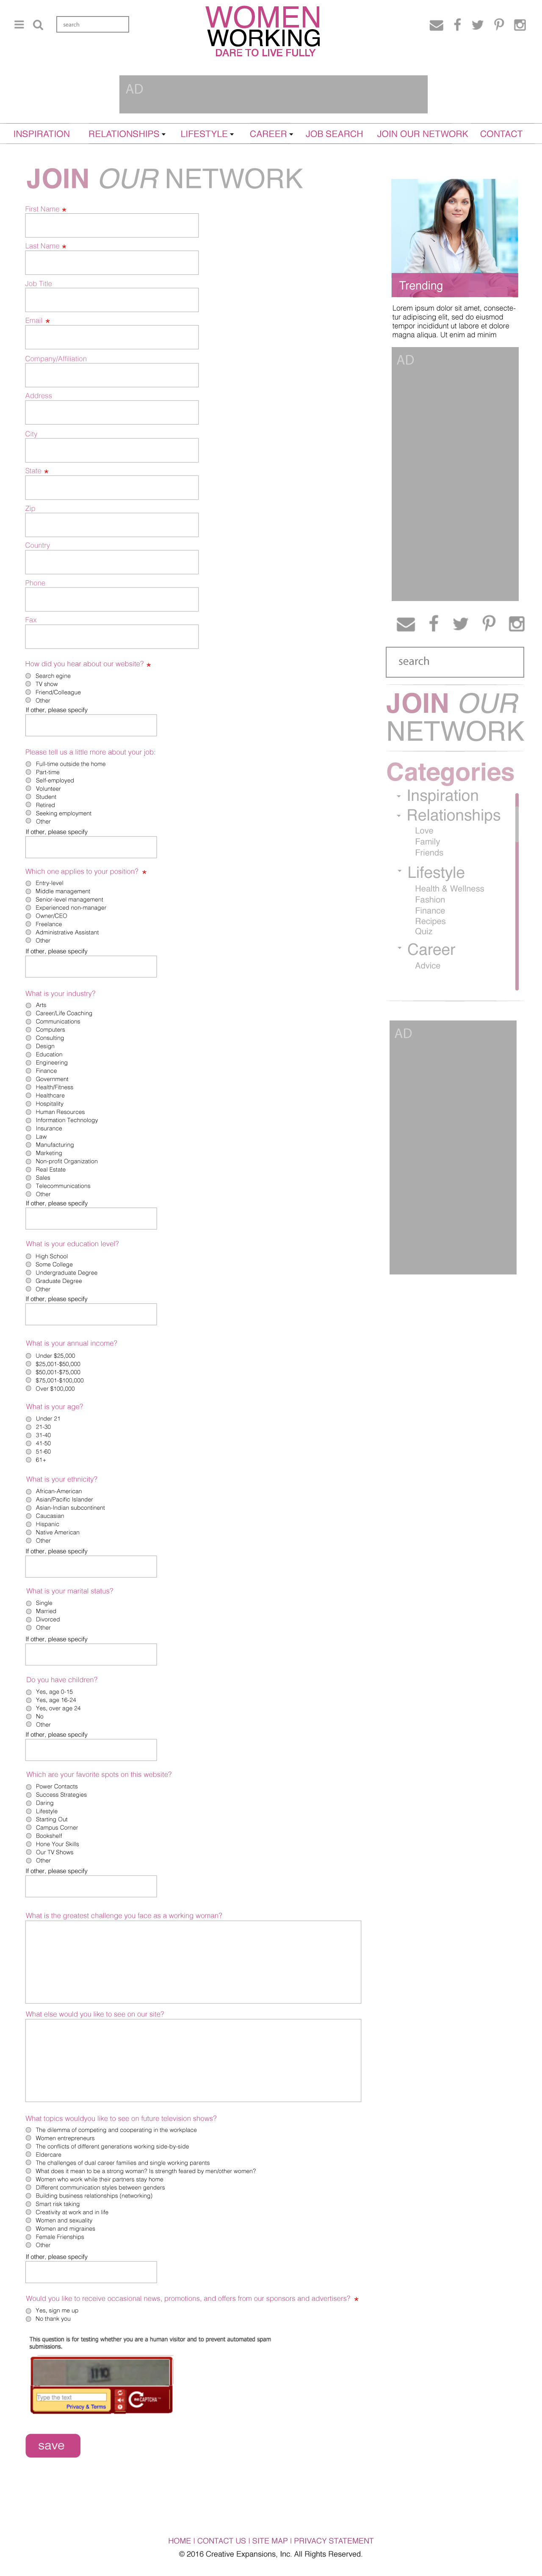 search
WOMEN
WORKING
DARE TO LIVE FULLY
AD
INSPIRATION RELATIONSHIPS LIFESTYLE CAREER JOB SEARCH JOIN OUR NETWORK CONTACT
JOIN OUR NETWORK
First Name ★
Last Name ★
Job Title
Email ★
Company/Affiliation
Address
City
State ★
Zip
Country
Phone
Fax
How did you hear about our website? ★
Search egine
TV show
Friend/Colleague
Other
If other, please specify
Please tell us a little more about your job:
Full-time outside the home
Part-time
Self-employed
Volunteer
Student
Retired
Seeking employment
Other
If other, please specify
Which one applies to your position? ★
Entry-level
Middle management
Senior-level management
Experienced non-manager
Owner/CEO
Freelance
Administrative Assistant
Other
If other, please specify
What is your industry?
Arts
Career/Life Coaching
Communications
Computers
Consulting
Design
Education
Engineering
Finance
Government
Health/Fitness
Healthcare
Hospitality
Human Resources
Information Technology
Insurance
Law
Manufacturing
Marketing
Non-profit Organization
Real Estate
Sales
Telecommunications
Other
If other, please specify
What is your education level?
High School
Some College
Undergraduate Degree
Graduate Degree
Other
If other, please specify
What is your annual income?
Under $25,000
$25,001-$50,000
$50,001-$75,000
$75,001-$100,000
Over $100,000
What is your age?
Under 21
21-30
31-40
41-50
51-60
61+
What is your ethnicity?
African-American
Asian/Pacific Islander
Asian-Indian subcontinent
Caucasian
Hispanic
Native American
Other
If other, please specify
What is your marital status?
Single
Married
Divorced
Other
If other, please specify
Do you have children?
Yes, age 0-15
Yes, age 16-24
Yes, over age 24
No
Other
If other, please specify
Which are your favorite spots on this website?
Power Contacts
Success Strategies
Daring
Lifestyle
Starting Out
Campus Corner
Bookshelf
Hone Your Skills
Our TV Shows
Other
If other, please specify
What is the greatest challenge you face as a working woman?
What else would you like to see on our site?
What topics wouldyou like to see on future television shows?
The dilemma of competing and cooperating in the workplace
Women entrepreneurs
The conflicts of different generations working side-by-side
Eldercare
The challenges of dual career families and single working parents
What does it mean to be a strong woman? Is strength feared by men/other women?
Women who work while their partners stay home
Different communication styles between genders
Building business relationships (networking)
Smart risk taking
Creativity at work and in life
Women and sexuality
Women and migraines
Female Frienships
Other
If other, please specify
Would you like to receive occasional news, promotions, and offers from our sponsors and advertisers? ★
Yes, sign me up
No thank you
This question is for testing whether you are a human visitor and to prevent automated spam
submissions.
Type the text
Privacy & Terms
save
Trending
Lorem ipsum dolor sit amet, consecte-
tur adipiscing elit, sed do eiusmod
tempor incididunt ut labore et dolore
magna aliqua. Ut enim ad minim
AD
search
JOIN OUR
NETWORK
Categories
Inspiration
Relationships
Love
Family
Friends
Lifestyle
Health & Wellness
Fashion
Finance
Recipes
Quiz
Career
Advice
AD
HOME I CONTACT US I SITE MAP I PRIVACY STATEMENT
© 2016 Creative Expansions, Inc. All Rights Reserved.